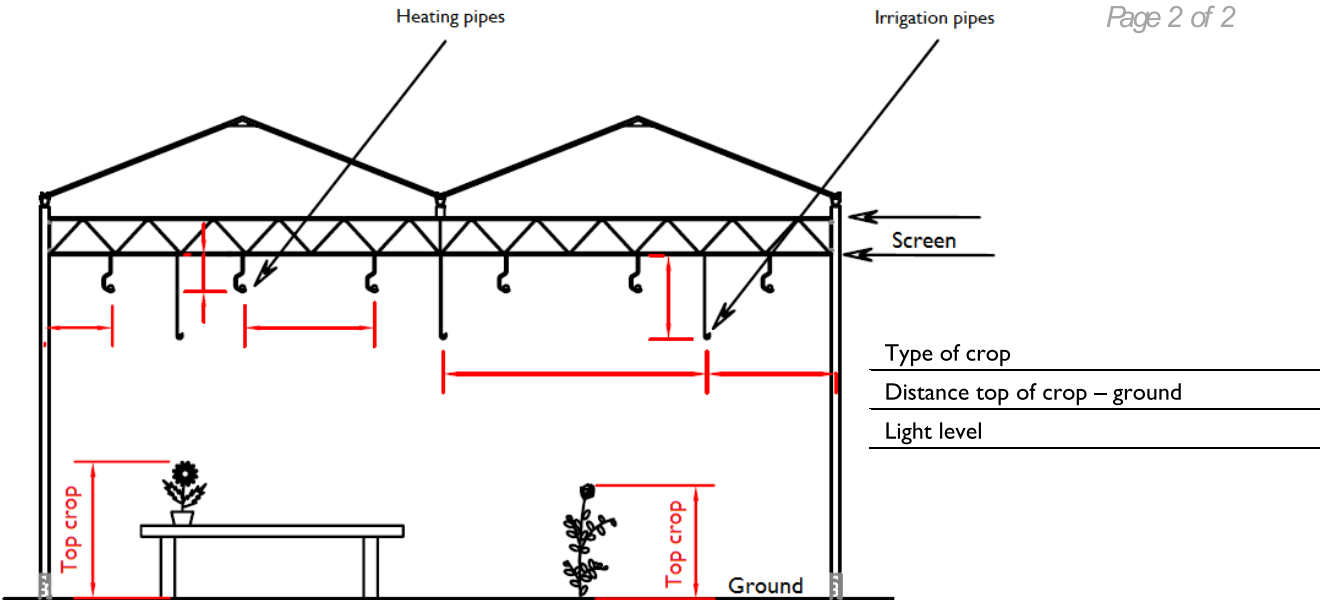 Heating pipes
Irrigation pipes
Page 2 of 2
Screen
Type of crop
Distance top of crop – ground
Light level
Top crop
Top crop
Ground